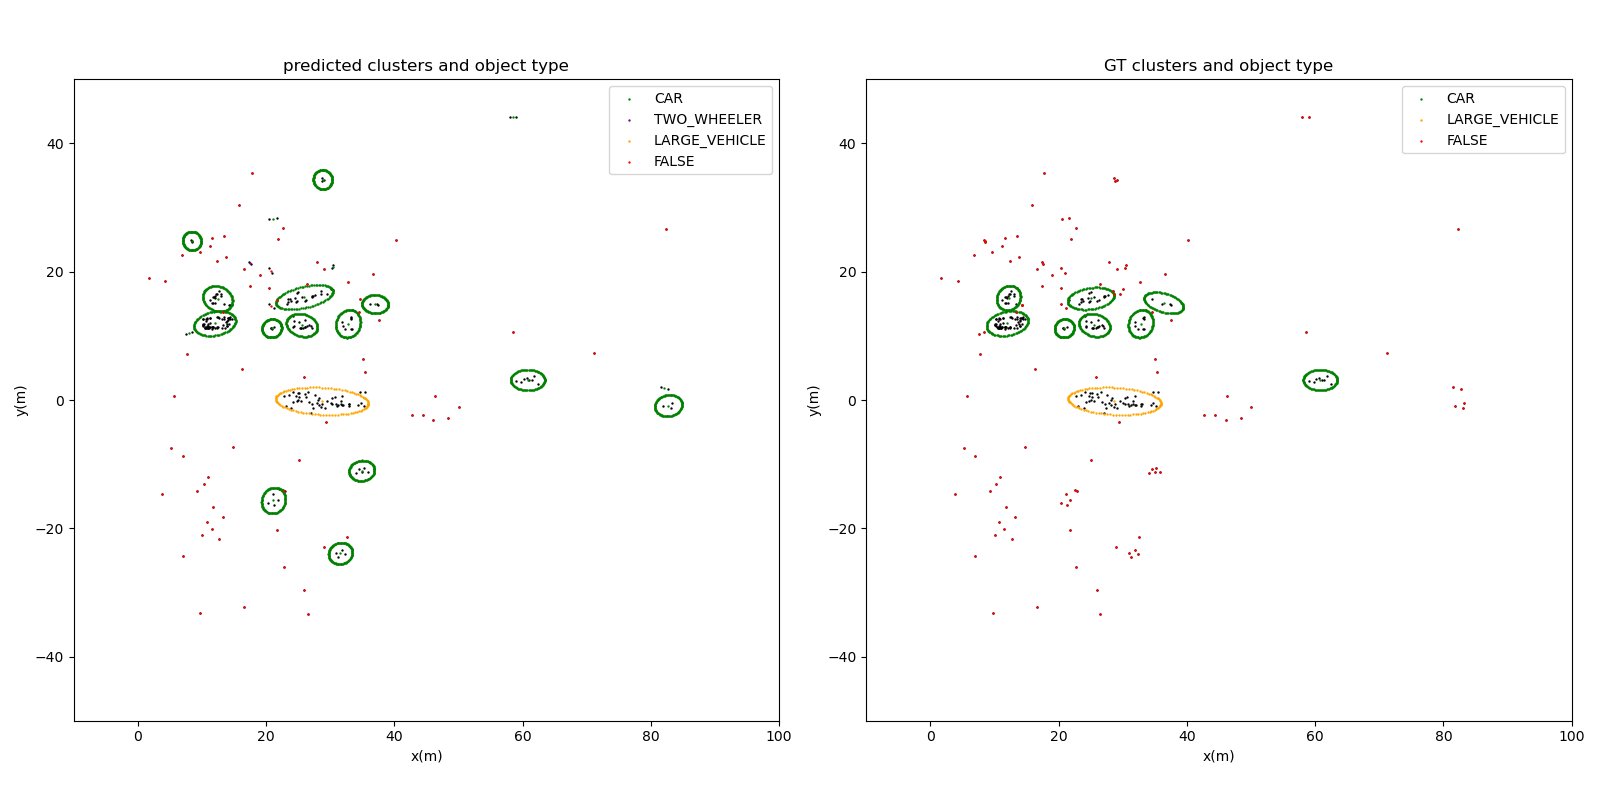 predicted clusters and object type
CAR
TWO_WHEELER
LARGE_VEHICLE
FALSE
40
20
0
−20
−40
y(m)
0
20
40
60
80
100
x(m)
GT clusters and object type
CAR
LARGE_VEHICLE
FALSE
40
20
0
−20
−40
y(m)
0
20
40
60
80
100
x(m)